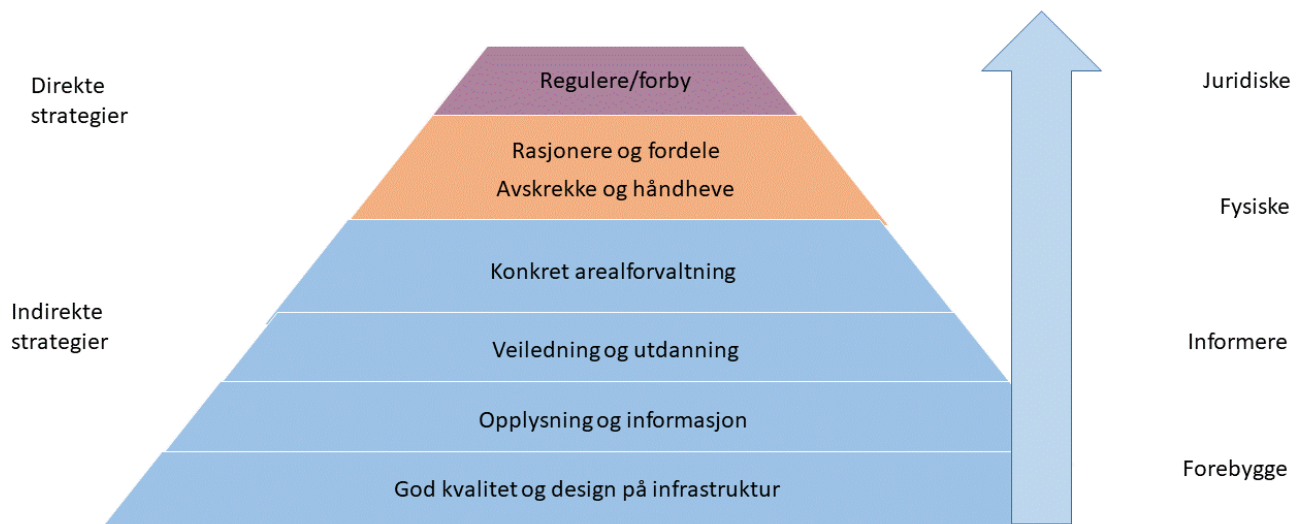 Direkte
strategier
Regulere/forby
Juridiske
Rasjonere og fordele
Avskrekke og håndheve
Fysiske
Konkret arealforvaltning
Indirekte
strategier
Veiledning og utdanning
Informere
Opplysning og informasjon
Forebygge
God kvalitet og design på infrastruktur